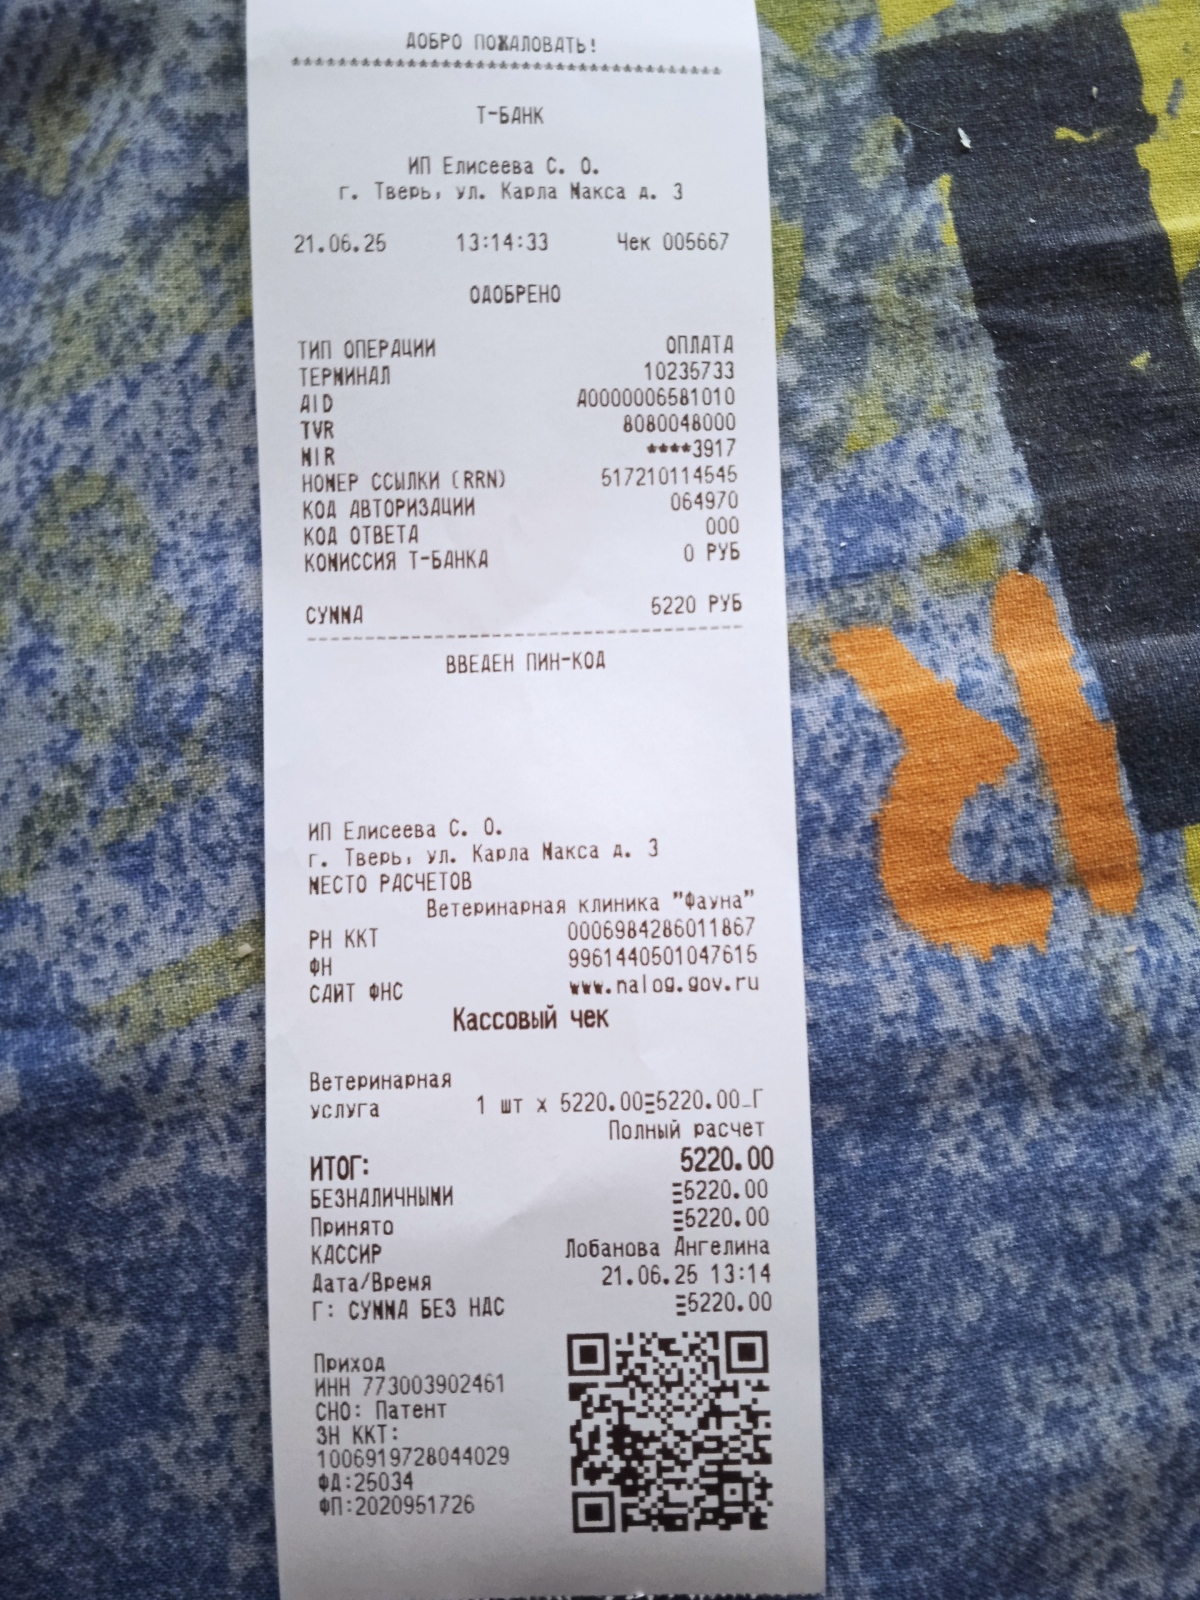 ДОБРО ПОЖАЛОВАТЬ!
*************************************
Т-БАНК
ИП Елисеева С. О.
г. Тверь, ул. Карла Макса д. 3
21.06.25 13:14:33 Чек 005667
ОДОБРЕНО
ТИП ОПЕРАЦИИ ОПЛАТА
ТЕРМИНАЛ 10235733
AID A0000006581010
TVR 8080048000
MIR ****3917
НОМЕР ССЫЛКИ (RRN) 517210114545
КОД АВТОРИЗАЦИИ 064970
КОД ОТВЕТА 000
КОМИССИЯ Т-БАНКА 0 РУБ
СУММА 5220 РУБ
ВВЕДЕН ПИН-КОД
ИП Елисеева С. О.
г. Тверь, ул. Карла Макса д. 3
МЕСТО РАСЧЕТОВ
Ветеринарная клиника "Фауна"
РН ККТ 0006984286011867
ФН 9961440501047615
САЙТ ФНС www.nalog.gov.ru
Кассовый чек
Ветеринарная
услуга 1 шт x 5220.00≡5220.00_Г
Полный расчет
ИТОГ: 5220.00
БЕЗНАЛИЧНЫМИ ≡5220.00
Принято ≡5220.00
КАССИР Лобанова Ангелина
Дата/Время 21.06.25 13:14
Г: СУММА БЕЗ НДС ≡5220.00
Приход
ИНН 773003902461
СНО: Патент
ЗН ККТ:
1006919728044029
ФД:25034
ФП:2020951726